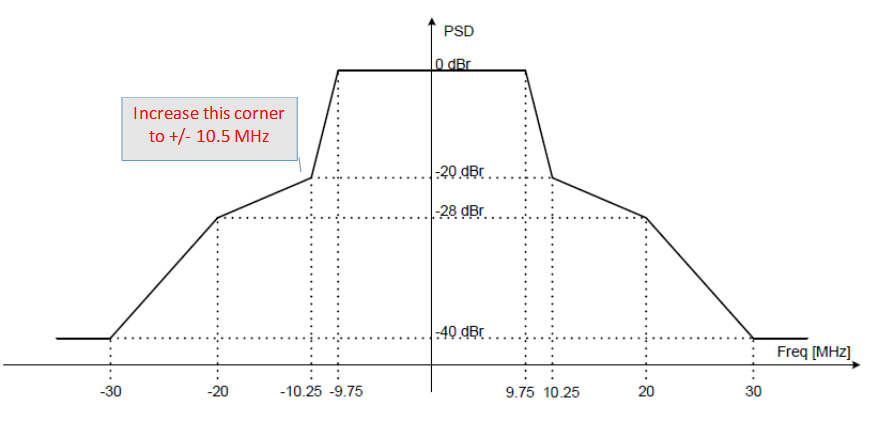 PSD
0 dBr
Increase this corner
to +/- 10.5 MHz
-20 dBr
-28 dBr
-40 dBr
Freq [MHz]
-30 -20 -10.25 -9.75 9.75 10.25 20 30